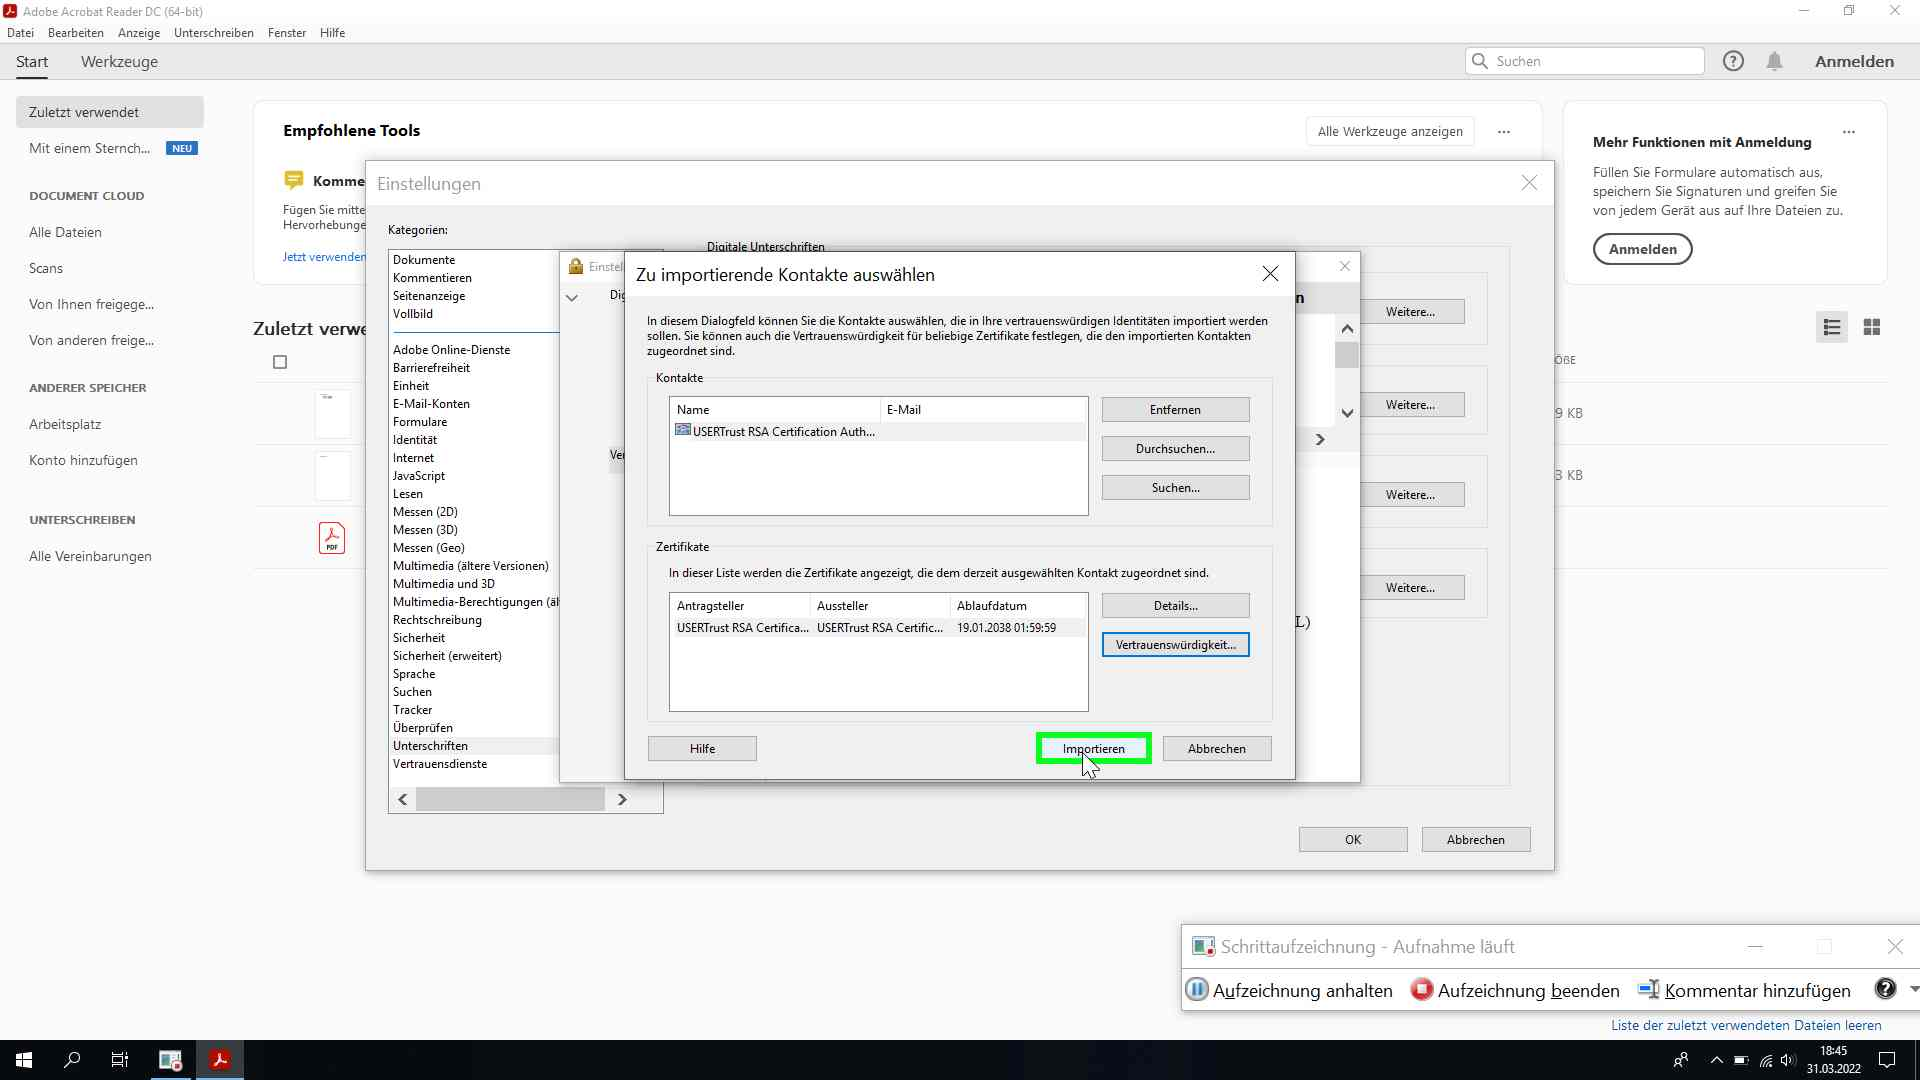 Adobe Acrobat Reader DC (64-bit)
Datei Bearbeiten Anzeige Unterschreiben Fenster Hilfe
Start Werkzeuge
Suchen
Anmelden
Zuletzt verwendet
Mit einem Sternch... NEU
DOCUMENT CLOUD
Alle Dateien
Scans
Von Ihnen freigege...
Von anderen freige...
ANDERER SPEICHER
Arbeitsplatz
Konto hinzufügen
UNTERSCHREIBEN
Alle Vereinbarungen
Empfohlene Tools
Alle Werkzeuge anzeigen
Komme
Fügen Sie mitte
Hervorhebunge
Jetzt verwenden
Zuletzt verwe
Mehr Funktionen mit Anmeldung
Füllen Sie Formulare automatisch aus,
speichern Sie Signaturen und greifen Sie
von jedem Gerät aus auf Ihre Dateien zu.
Anmelden
ÖßE
9 KB
3 KB
PDF
Einstellungen
Kategorien:
Dokumente
Kommentieren
Seitenanzeige
Vollbild
Adobe Online-Dienste
Barrierefreiheit
Einheit
E-Mail-Konten
Formulare
Identität
Internet
JavaScript
Lesen
Messen (2D)
Messen (3D)
Messen (Geo)
Multimedia (ältere Versionen)
Multimedia und 3D
Multimedia-Berechtigungen (äl
Rechtschreibung
Sicherheit
Sicherheit (erweitert)
Sprache
Suchen
Tracker
Überprüfen
Unterschriften
Vertrauensdienste
Digitale Unterschriften
Weitere...
Weitere...
Weitere...
Weitere...
OK Abbrechen
Einstell
Dig
Ver
n
L)
Zu importierende Kontakte auswählen
In diesem Dialogfeld können Sie die Kontakte auswählen, die in Ihre vertrauenswürdigen Identitäten importiert werden
sollen. Sie können auch die Vertrauenswürdigkeit für beliebige Zertifikate festlegen, die den importierten Kontakten
zugeordnet sind.
Kontakte
Name E-Mail
USERTrust RSA Certification Auth...
Entfernen
Durchsuchen...
Suchen...
Zertifikate
In dieser Liste werden die Zertifikate angezeigt, die dem derzeit ausgewählten Kontakt zugeordnet sind.
Antragsteller Aussteller Ablaufdatum
USERTrust RSA Certifica... USERTrust RSA Certific... 19.01.2038 01:59:59
Details...
Vertrauenswürdigkeit...
Hilfe Importieren Abbrechen
Schrittaufzeichnung - Aufnahme läuft
Aufzeichnung anhalten Aufzeichnung beenden Kommentar hinzufügen
Liste der zuletzt verwendeten Dateien leeren
18:45
31.03.2022